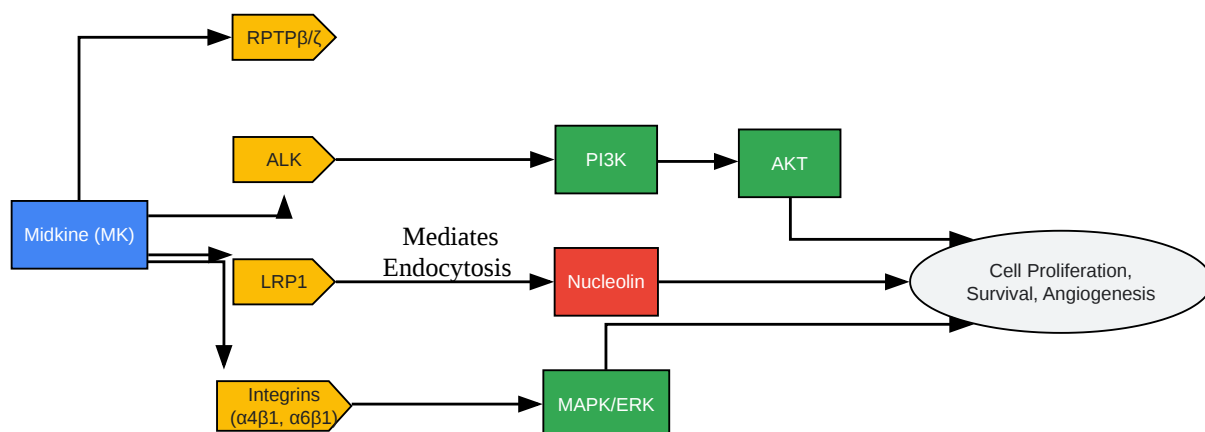 RPTPβ/ζ
ALK
PI3K
AKT
Midkine (MK)
Mediates
Endocytosis
LRP1
Nucleolin
Cell Proliferation,
Survival, Angiogenesis
Integrins
(α4β1, α6β1)
MAPK/ERK